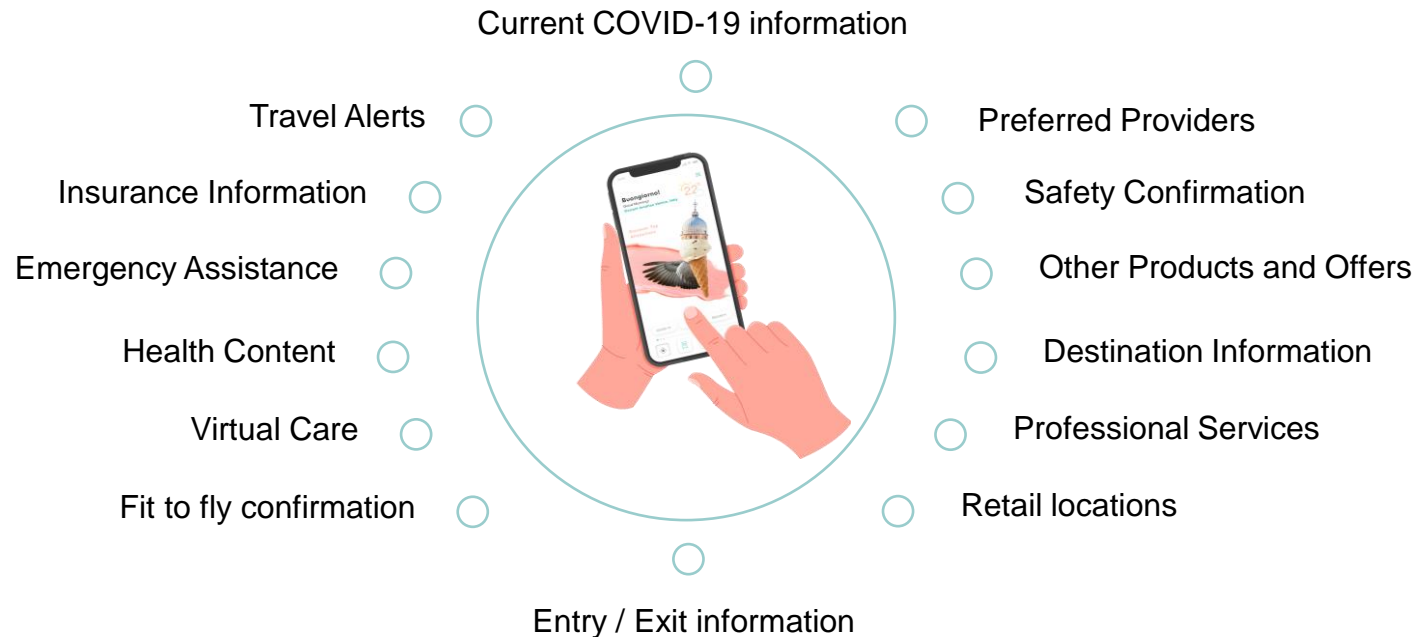 Current COVID-19 information
Travel Alerts
Preferred Providers
Insurance Information
Safety Confirmation
Emergency Assistance
Other Products and Offers
Health Content
Destination Information
Virtual Care
Professional Services
Fit to fly confirmation
Retail locations
Entry / Exit information
Buongiorno!
22°